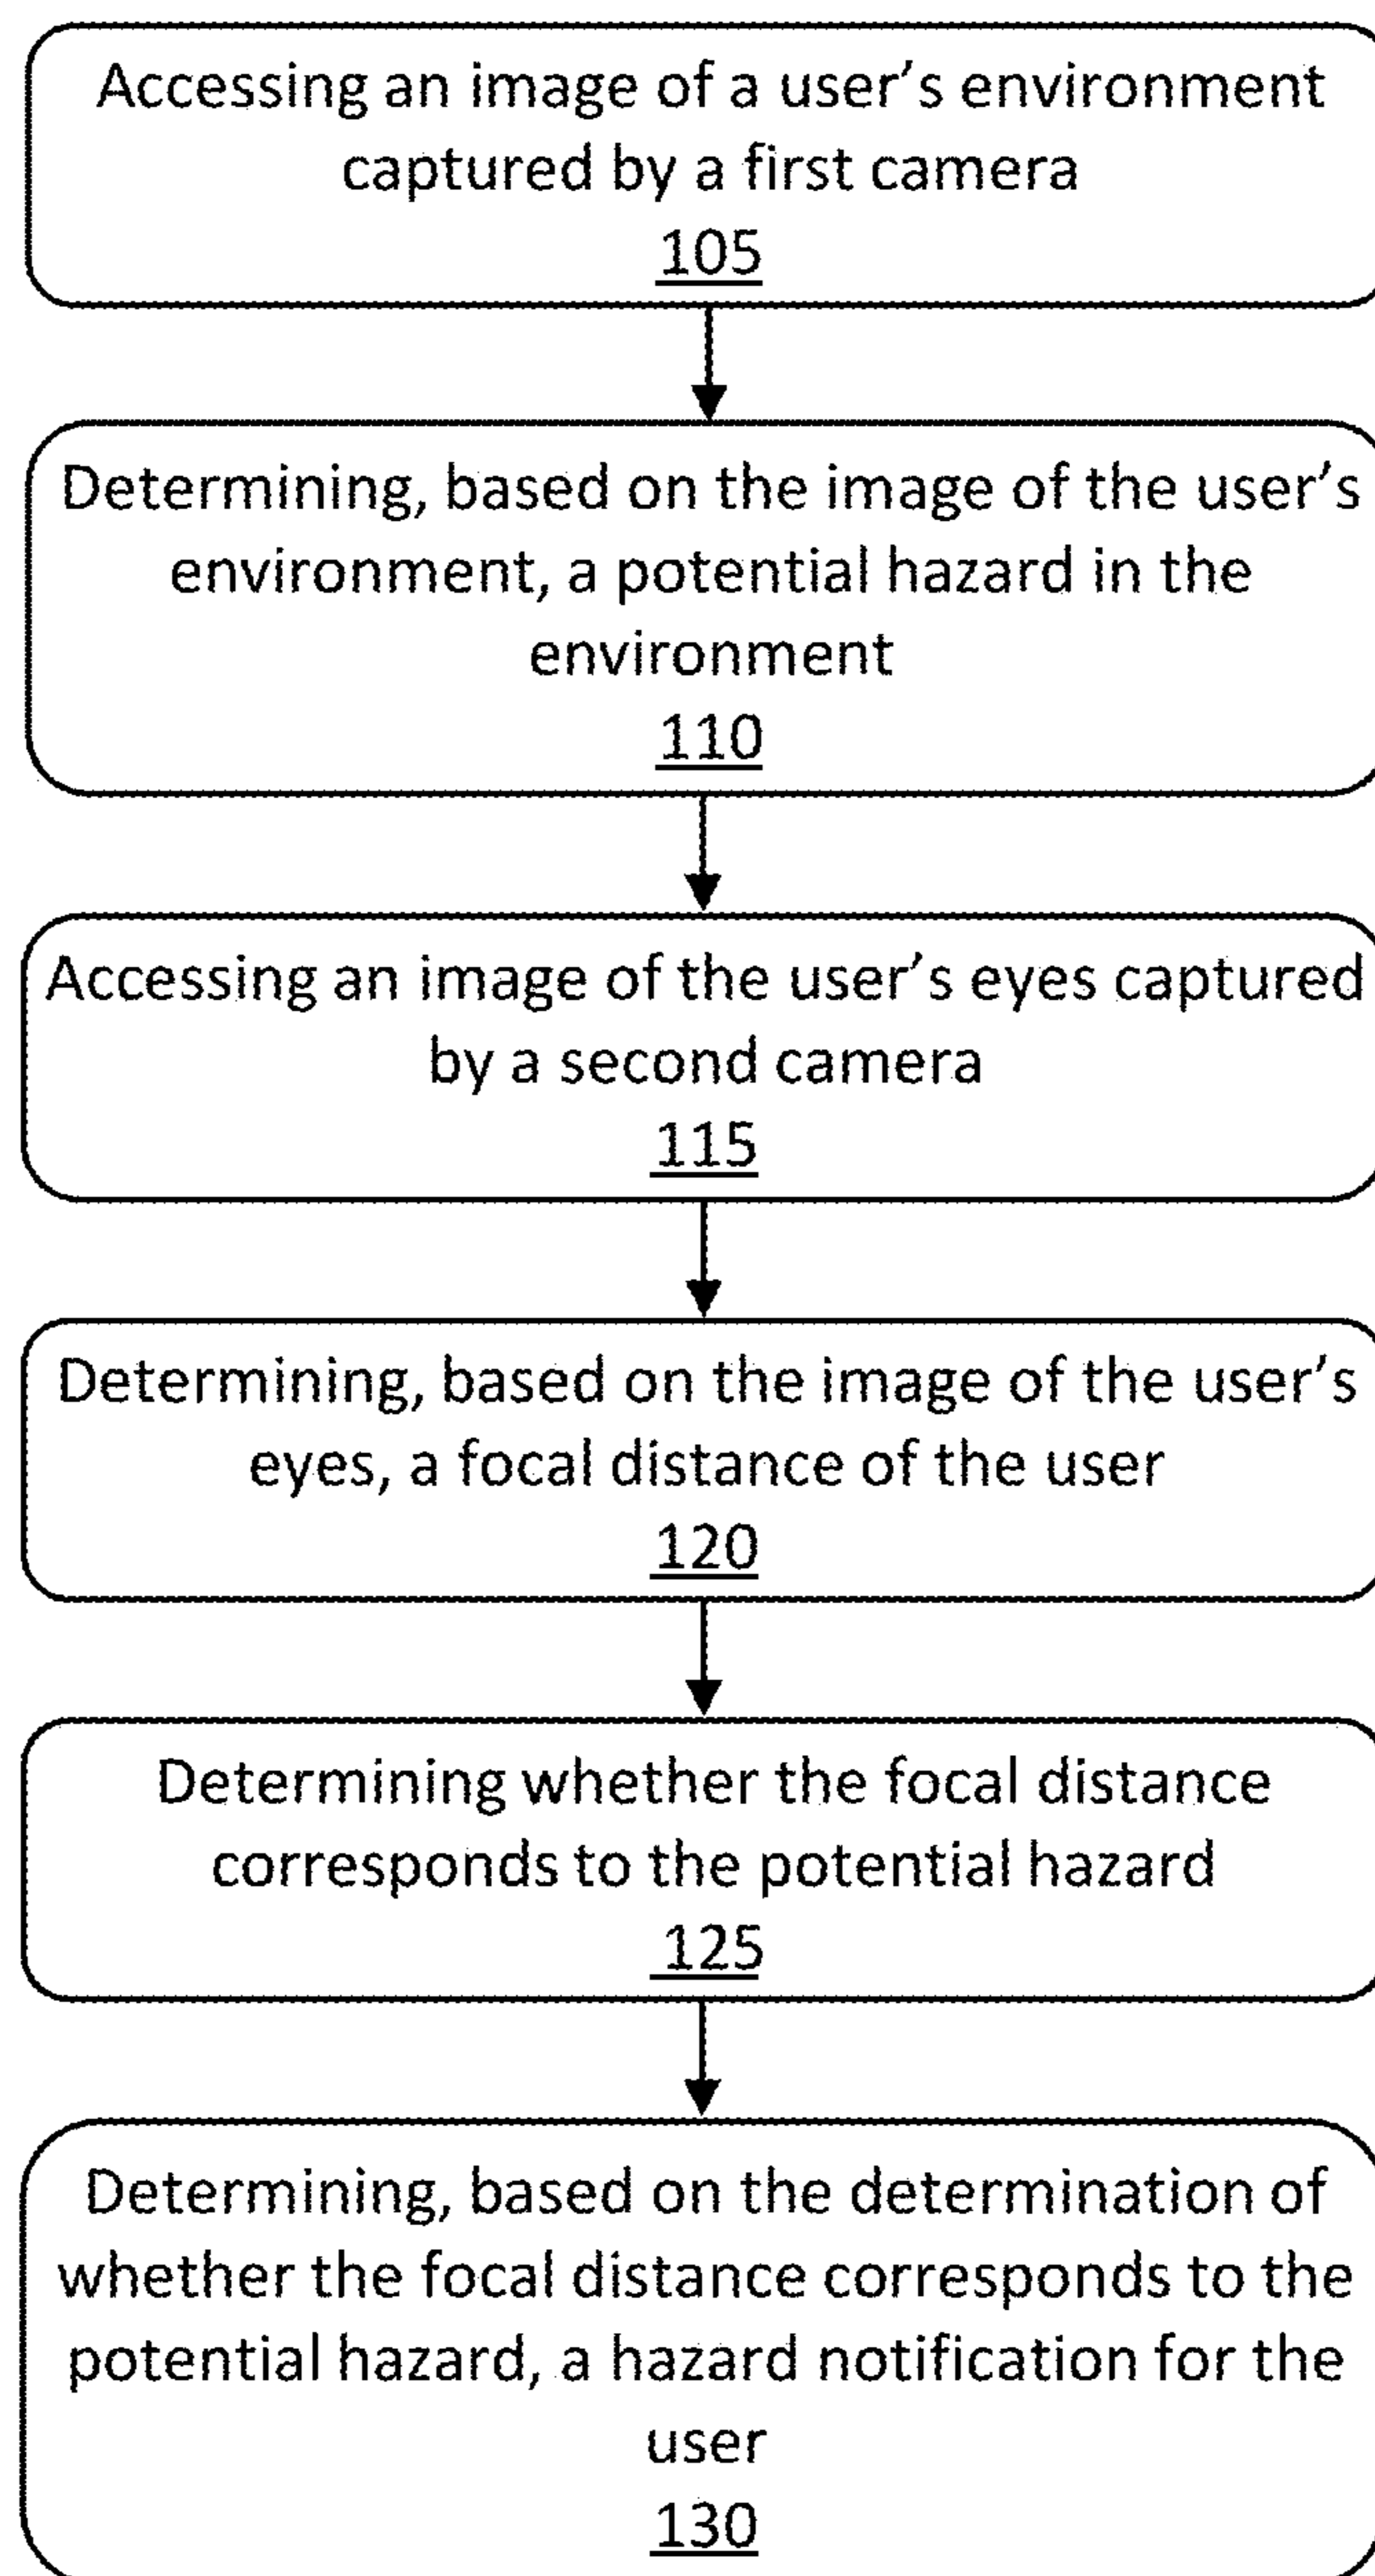 Accessing an image of a user's environment
captured by a first camera
105
Determining, based on the image of the user's
environment, a potential hazard in the
environment
110
Accessing an image of the user's eyes captured
by a second camera
115
Determining, based on the image of the user's
eyes, a focal distance of the user
120
Determining whether the focal distance
corresponds to the potential hazard
125
Determining, based on the determination of
whether the focal distance corresponds to the
potential hazard, a hazard notification for the
user
130